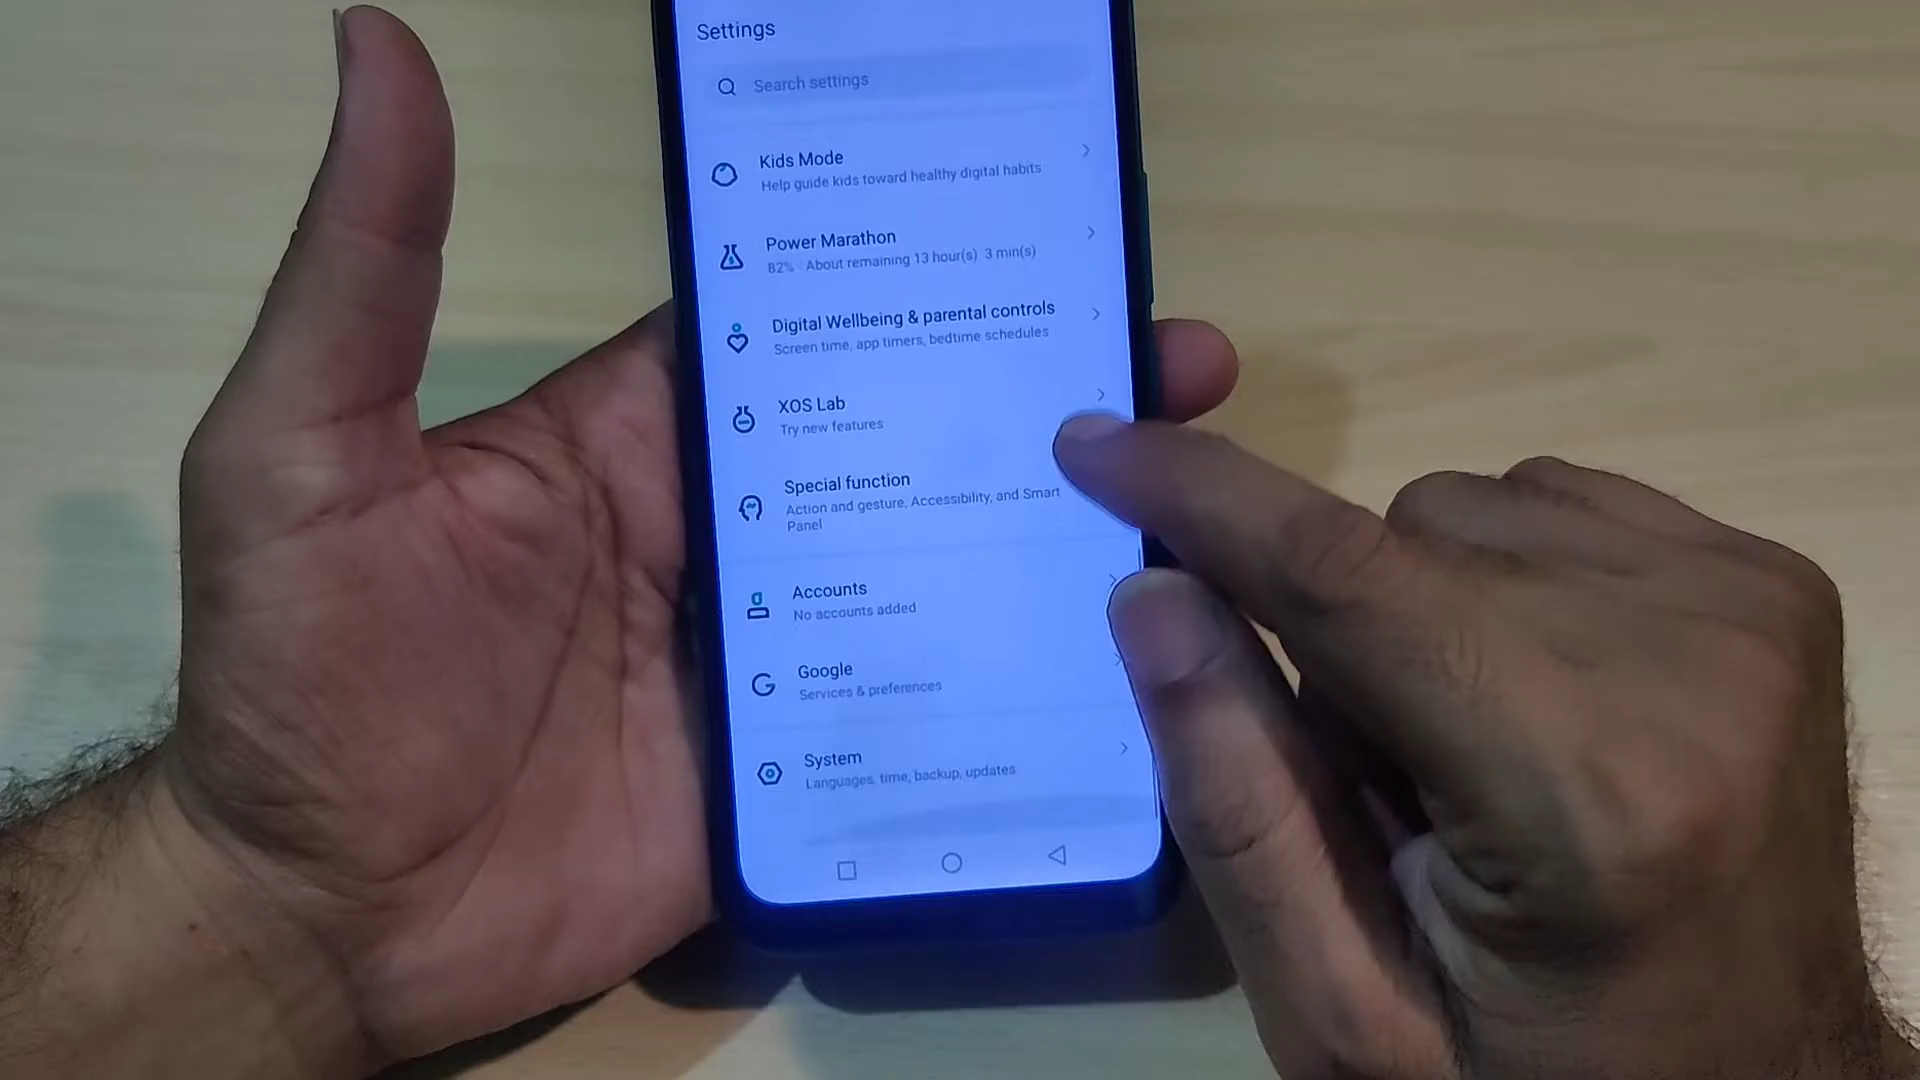 Settings
Search settings
Kids Mode
Help guide kids toward healthy digital habits
Power Marathon
82% - About remaining 13 hour(s) 3 min(s)
Digital Wellbeing & parental controls
Screen time, app timers, bedtime schedules
XOS Lab
Try new features
Special function
Action and gesture, Accessibility, and Smart
Panel
Accounts
No accounts added
Google
Services & preferences
System
Languages, time, backup, updates